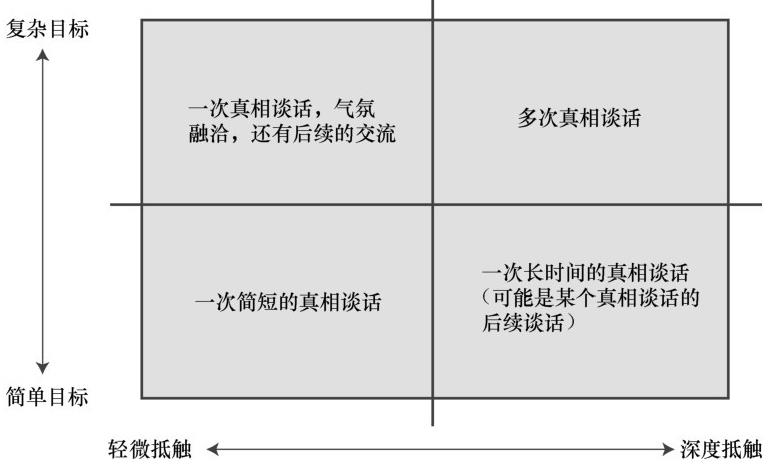 复杂目标
一次真相谈话，气氛
融洽，还有后续的交流
多次真相谈话
一次简短的真相谈话
一次长时间的真相谈话
（可能是某个真相谈话的
后续谈话）
简单目标
轻微抵触
深度抵触